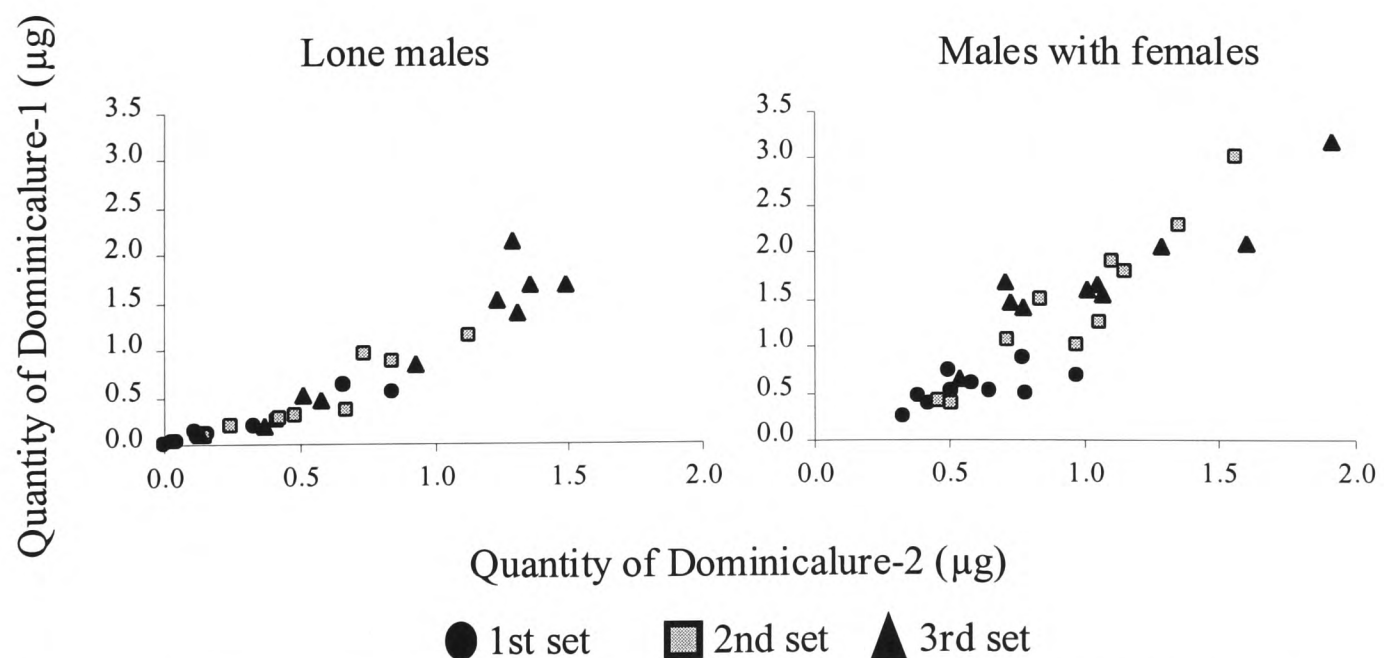 Lone males
Males with females
Quantity of Dominicalure-1 (µg)
3.5
3.0
2.5
2.0
1.5
1.0
0.5
0.0
0.0 0.5 1.0 1.5 2.0
3.5
3.0
2.5
2.0
1.5
1.0
0.5
0.0
0.0 0.5 1.0 1.5 2.0
Quantity of Dominicalure-2 (µg)
1st set 2nd set 3rd set